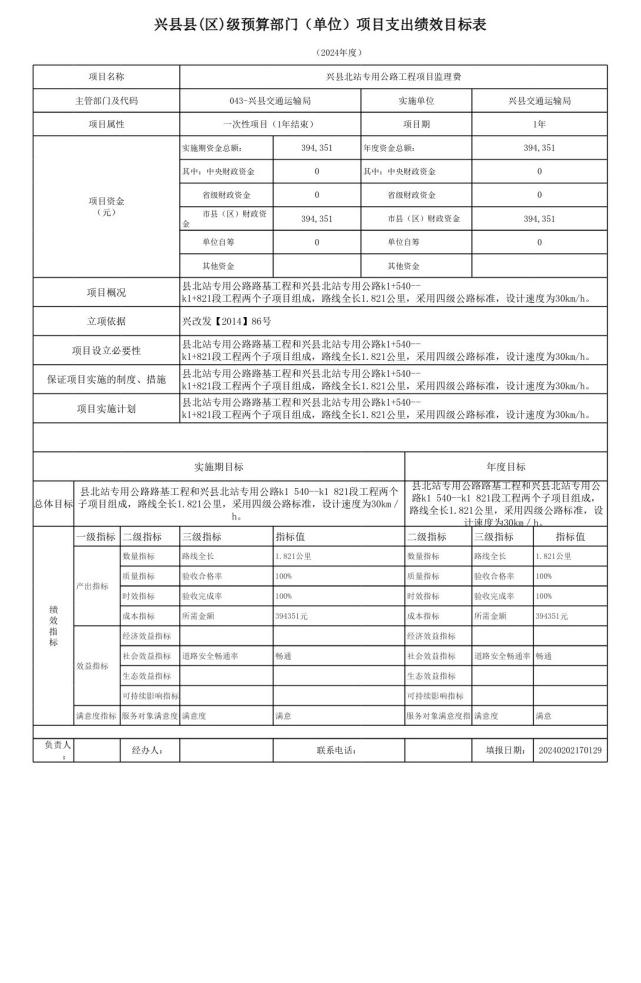 兴县县(区)级预算部门（单位）项目支出绩效目标表
（2024年度）
项目名称 兴县北站专用公路工程项目监理费
主管部门及代码 043-兴县交通运输局 实施单位 兴县交通运输局
项目属性 一次性项目（1年结束） 项目期 1年
项目资金
（元）
实施期资金总额： 394,351 年度资金总额： 394,351
其中：中央财政资金 0 其中：中央财政资金 0
省级财政资金 0 省级财政资金 0
市县（区）财政资
金 394,351 市县（区）财政资金 394,351
单位自筹 0 单位自筹 0
其他资金 其他资金
项目概况 县北站专用公路路基工程和兴县北站专用公路k1+540--
k1+821段工程两个子项目组成，路线全长1.821公里，采用四级公路标准，设计速度为30km/h。
立项依据 兴改发【2014】86号
项目设立必要性 县北站专用公路路基工程和兴县北站专用公路k1+540--
k1+821段工程两个子项目组成，路线全长1.821公里，采用四级公路标准，设计速度为30km/h。
保证项目实施的制度、措施 县北站专用公路路基工程和兴县北站专用公路k1+540--
k1+821段工程两个子项目组成，路线全长1.821公里，采用四级公路标准，设计速度为30km/h。
项目实施计划 县北站专用公路路基工程和兴县北站专用公路k1+540--
k1+821段工程两个子项目组成，路线全长1.821公里，采用四级公路标准，设计速度为30km/h。
实施期目标 年度目标
总体目标
县北站专用公路路基工程和兴县北站专用公路k1 540--k1 821段工程两个
子项目组成，路线全长1.821公里，采用四级公路标准，设计速度为30km/
h。
县北站专用公路路基工程和兴县北站专用公
路k1 540--k1 821段工程两个子项目组成，
路线全长1.821公里，采用四级公路标准，设
计速度为30km/h。
绩效指标
一级指标 二级指标 三级指标 指标值 二级指标 三级指标 指标值
产出指标
数量指标 路线全长 1.821公里 数量指标 路线全长 1.821公里
质量指标 验收合格率 100% 质量指标 验收合格率 100%
时效指标 验收完成率 100% 时效指标 验收完成率 100%
成本指标 所需金额 394351元 成本指标 所需金额 394351元
效益指标
经济效益指标 经济效益指标
社会效益指标 道路安全畅通率 畅通 社会效益指标 道路安全畅通率 畅通
生态效益指标 生态效益指标
可持续影响指标 可持续影响指标
满意度指标 服务对象满意度 满意度 满意 服务对象满意度指 满意度 满意
负责人
： 经办人： 联系电话： 填报日期： 20240202170129